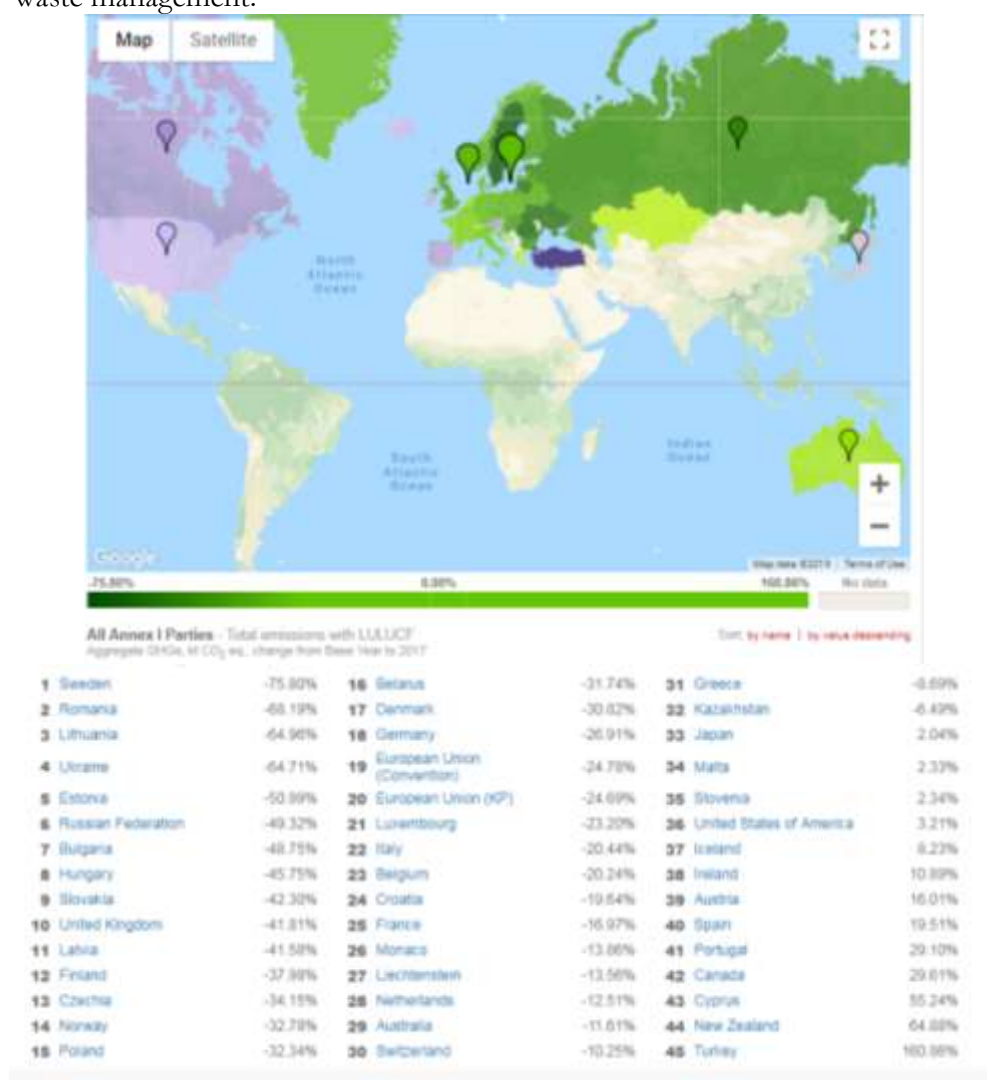 waste management.
Map Satellite
North
Atlantic
Ocean
South
Atlantic
Ocean
Indian
Ocean
+
−
Google
Map data ©2019 Terms of Use
-75.80% 0.00% 160.86% No data
All Annex I Parties - Total emissions with LULUCF Sort: by name | by value descending
Aggregate GHGs, kt CO₂ eq., change from Base Year to 2017
1 Sweden -75.80% 16 Belarus -31.74% 31 Greece
2 Romania -68.19% 17 Denmark -30.82% 32 Kazakhstan -6.49%
3 Lithuania -64.96% 18 Germany -26.91% 33 Japan 2.04%
4 Ukraine -64.71% 19 European Union (Convention) -24.78% 34 Malta 2.33%
5 Estonia -50.99% 20 European Union (KP) -24.69% 35 Slovenia 2.34%
6 Russian Federation -49.32% 21 Luxembourg -23.20% 36 United States of America 3.21%
7 Bulgaria -48.75% 22 Italy -20.44% 37 Iceland 8.23%
8 Hungary -45.75% 23 Belgium -20.24% 38 Ireland 10.89%
9 Slovakia -42.30% 24 Croatia -19.64% 39 Austria 16.01%
10 United Kingdom -41.81% 25 France -16.97% 40 Spain 19.51%
11 Latvia -41.58% 26 Monaco -13.86% 41 Portugal 29.10%
12 Finland -37.98% 27 Liechtenstein -13.56% 42 Canada 29.61%
13 Czechia -34.15% 28 Netherlands -12.51% 43 Cyprus 55.24%
14 Norway -32.78% 29 Australia -11.61% 44 New Zealand 64.88%
15 Poland -32.34% 30 Switzerland -10.25% 45 Turkey 160.86%